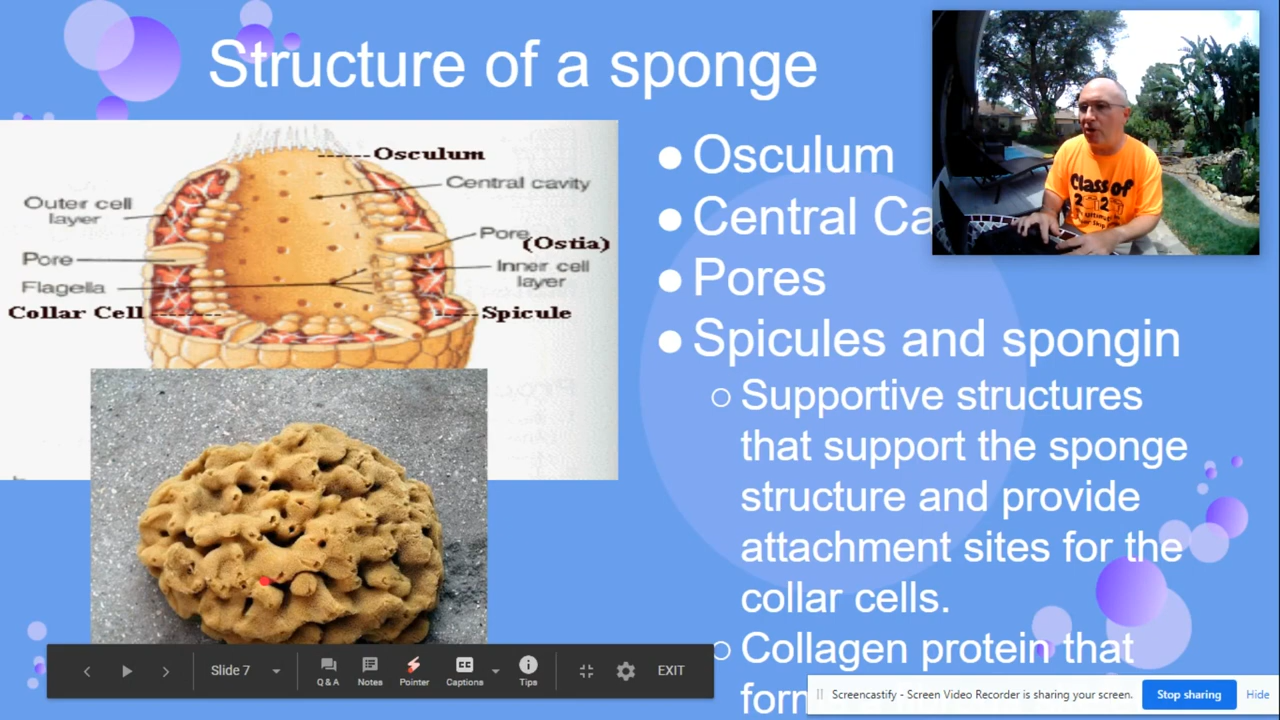 Structure of a sponge
Osculum
Central cavity
Outer cell
layer
Pore
(Ostia)
Pore
Inner cell
layer
Flagella
Collar Cell
Spicule
● Osculum
● Central Ca
● Pores
● Spicules and spongin
○ Supportive structures
that support the sponge
structure and provide
attachment sites for the
collar cells.
○ Collagen protein that
form
Class of
Slide 7
Q & A
Notes
Pointer
Captions
Tips
EXIT
Screencastify - Screen Video Recorder is sharing your screen.
Stop sharing
Hide